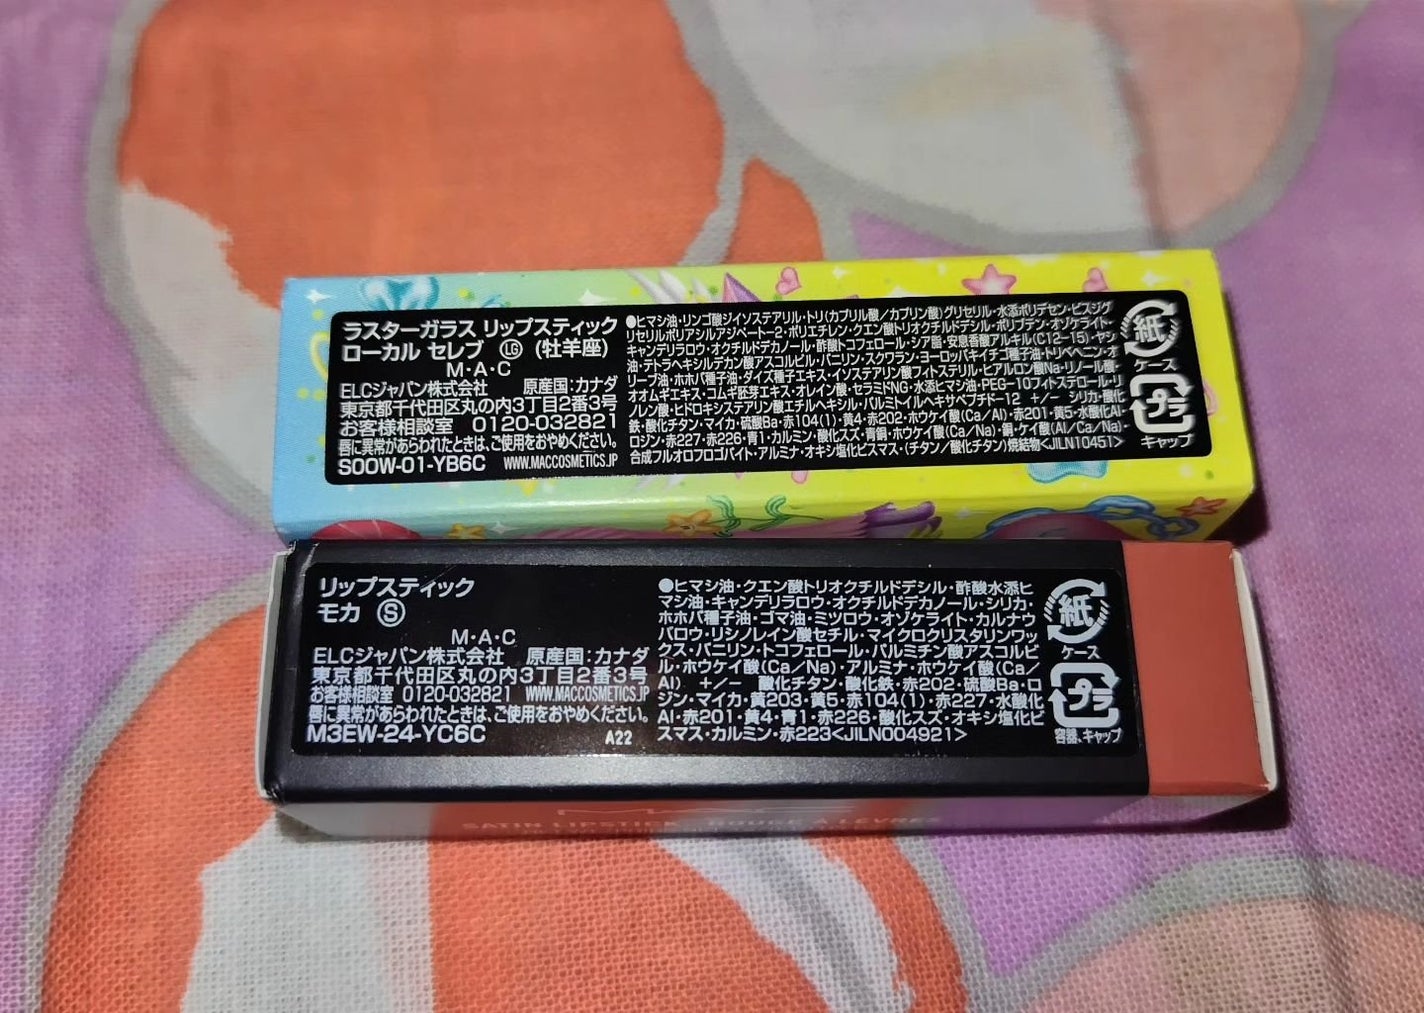 ラスターガラス リップスティック
ローカル セレブ LG (牡羊座)
M・A・C
ELCジャパン株式会社 原産国:カナダ
東京都千代田区丸の内3丁目2番3号
お客様相談室 0120-032821
唇に異常があらわれたときは、ご使用をおやめください。
S00W-01-YB6C WWW.MACCOSMETICS.JP
●ヒマシ油・リンゴ酸ジイソステアリル・トリ(カプリル酸/カプリン酸)グリセリル・水添ポリデセン・ビスジグ
リセリルポリアシルアジペート-2・ポリエチレン・クエン酸トリオクチルドデシル・ポリブテン・オゾケライト・
キャンデリラロウ・オクチルドデカノール・酢酸トコフェロール・シア脂・安息香酸アルキル(C12-15)・ヤシ
油・テトラヘキシルデカン酸アスコルビル・バニリン・スクワラン・ヨーロッパキイチゴ種子油・トリベヘニン・オ
リーブ油・ホホバ種子油・ダイズ種子エキス・イソステアリン酸フィトステリル・ヒアルロン酸Na・リノール酸・
オオムギエキス・コムギ胚芽エキス・オレイン酸・セラミドNG・水添ヒマシ油・PEG-10フィトステロール・リ
ノレン酸・ヒドロキシステアリン酸エチルヘキシル・パルミトイルヘキサペプチド-12 +/- シリカ・酸化
鉄・酸化チタン・マイカ・硫酸Ba・赤104(1)・黄4・赤202・ホウケイ酸(Ca/Al)・赤201・黄5・水酸化Al・
ロジン・赤227・赤226・青1・カルミン・酸化スズ・青銅・ホウケイ酸(Ca/Na)・銅・ケイ酸(Al/Ca/Na)・
合成フルオロフロゴパイト・アルミナ・オキシ塩化ビスマス・(チタン/酸化チタン)焼結物<JILN10451>
紙
ケース
プラ
キャップ
リップスティック
モカ S
M・A・C
ELCジャパン株式会社 原産国:カナダ
東京都千代田区丸の内3丁目2番3号
お客様相談室 0120-032821 WWW.MACCOSMETICS.JP
唇に異常があらわれたときは、ご使用をおやめください。
M3EW-24-YC6C A22
●ヒマシ油・クエン酸トリオクチルドデシル・酢酸水添ヒ
マシ油・キャンデリラロウ・オクチルドデカノール・シリカ・
ホホバ種子油・ゴマ油・ミツロウ・オゾケライト・カルナウ
バロウ・リシノレイン酸セチル・マイクロクリスタリンワッ
クス・バニリン・トコフェロール・パルミチン酸アスコルビ
ル・ホウケイ酸(Ca/Na)・アルミナ・ホウケイ酸(Ca/
Al) +/- 酸化チタン・酸化鉄・赤202・硫酸Ba・ロ
ジン・マイカ・黄203・黄5・赤104(1)・赤227・水酸化
Al・赤201・黄4・青1・赤226・酸化スズ・オキシ塩化ビ
スマス・カルミン・赤223<JILN004921>
紙
ケース
プラ
容器、キャップ
SATIN LIPSTICK / ROUGE A LEVRES